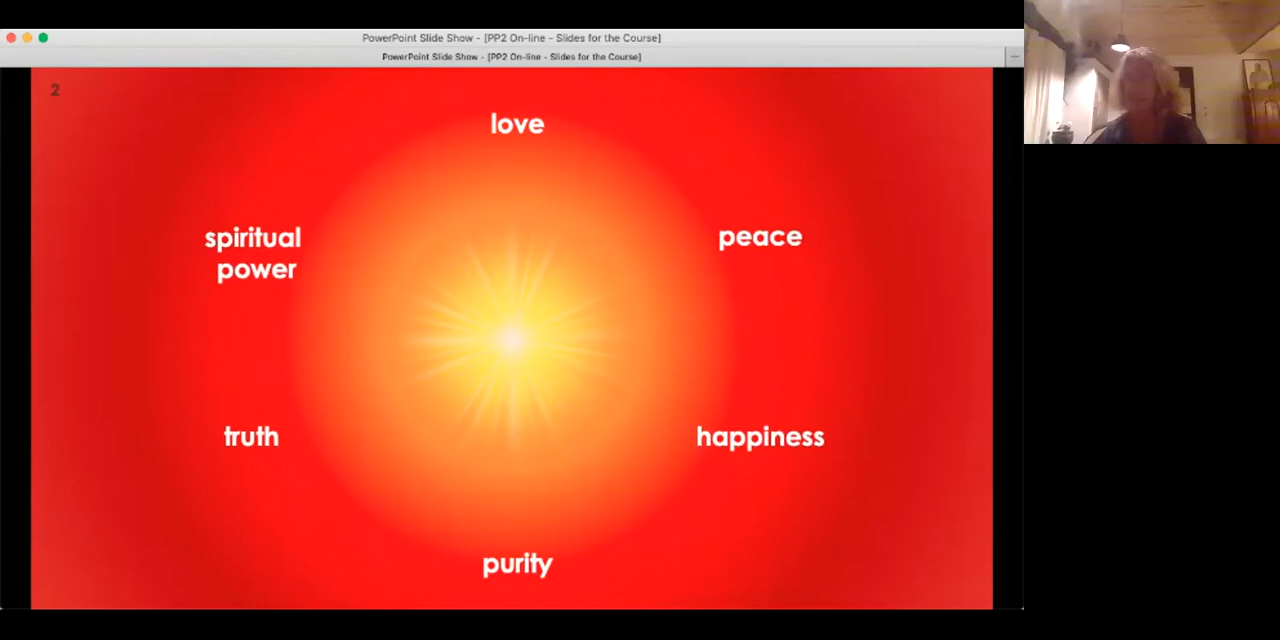 PowerPoint Slide Show - [PP2 On-line - Slides for the Course]
PowerPoint Slide Show - [PP2 On-line - Slides for the Course]
2
love
spiritual
power
peace
truth
happiness
purity